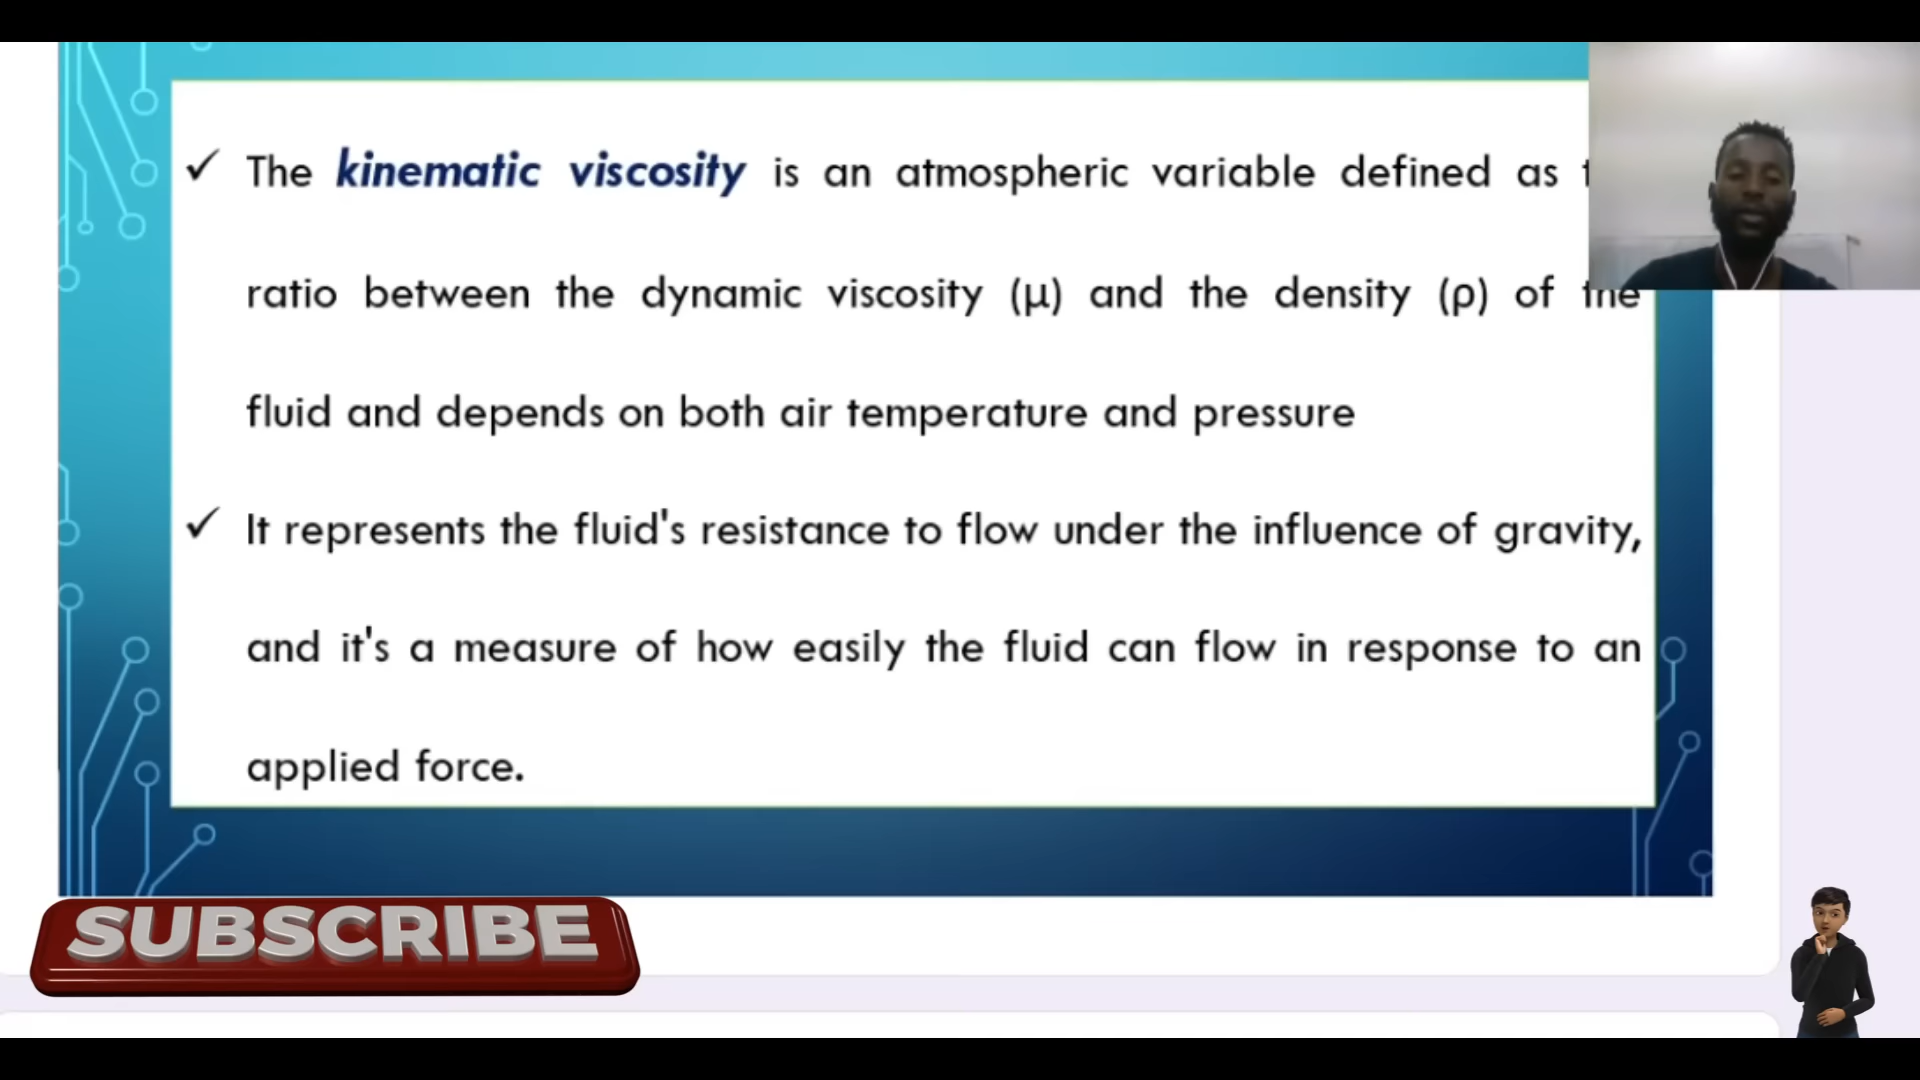 ✓ The kinematic viscosity is an atmospheric variable defined as
ratio between the dynamic viscosity (μ) and the density (ρ) of the
fluid and depends on both air temperature and pressure
✓ It represents the fluid's resistance to flow under the influence of gravity,
and it's a measure of how easily the fluid can flow in response to an
applied force.
SUBSCRIBE